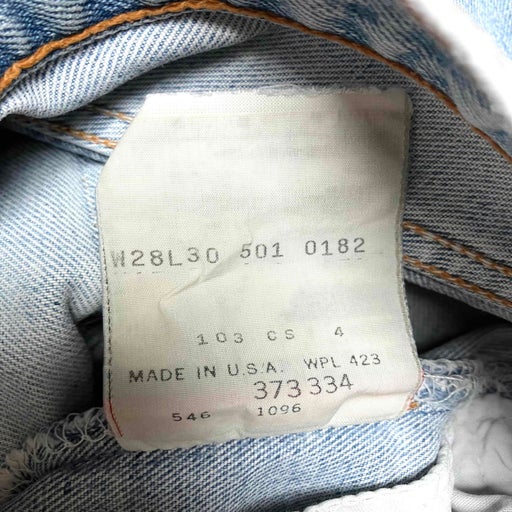 W28L30 501 0182
103 CS 4
MADE IN U.S.A. WPL 423
373334
546 1096